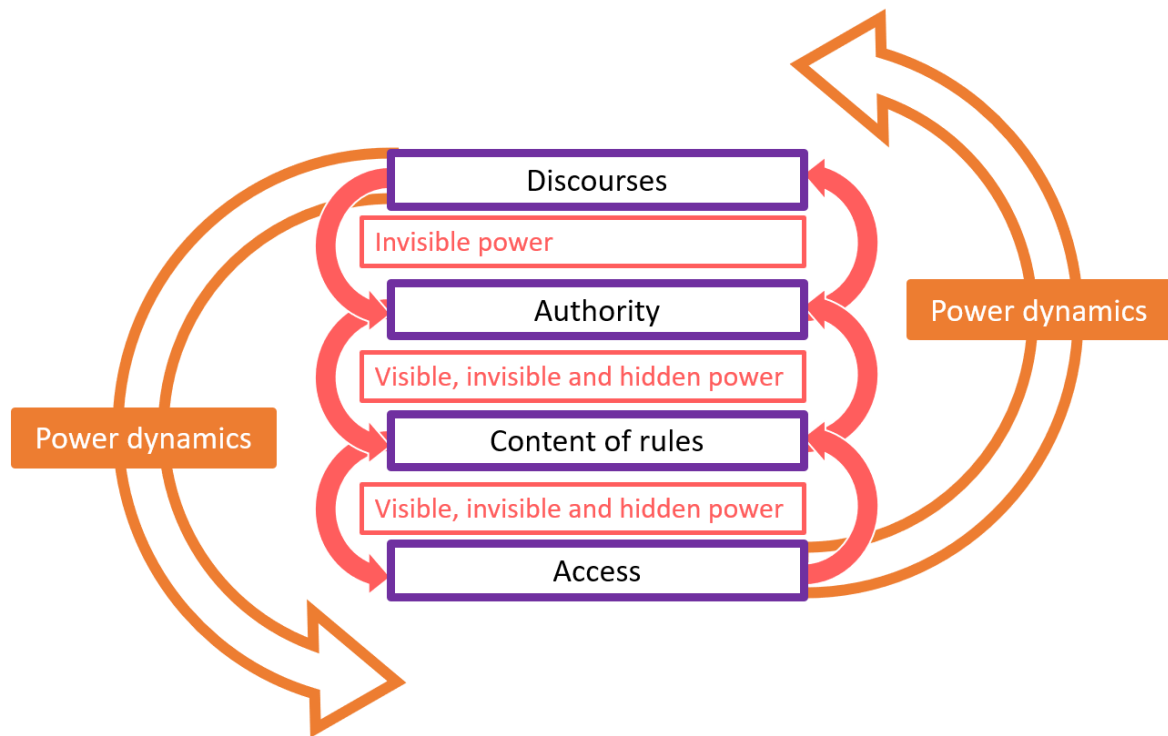 Discourses
Invisible power
Authority
Power dynamics
Visible, invisible and hidden power
Power dynamics
Content of rules
Visible, invisible and hidden power
Access